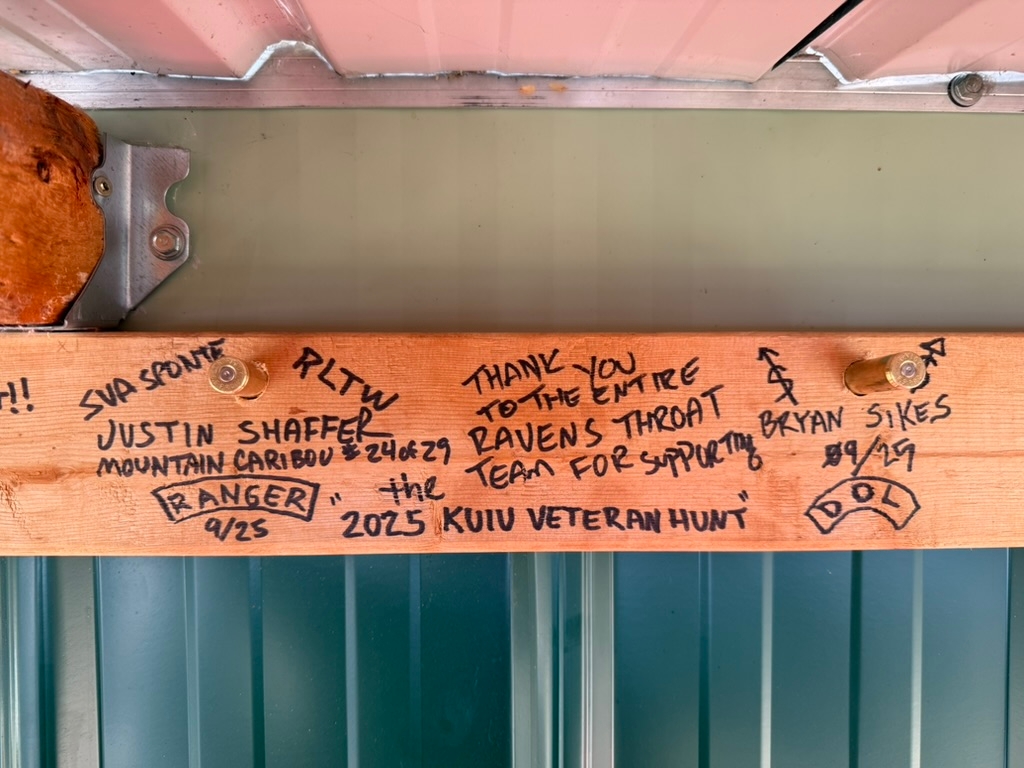 !!
SUA SPONTE
RLTW
JUSTIN SHAFFER
MOUNTAIN CARIBOU # 24 of 29
RANGER
9/25
THANK YOU
TO THE ENTIRE
RAVENS THROAT
TEAM FOR SUPPORTING
"the
2025 KUIU VETERAN HUNT"
BRYAN SIKES
09/29
DOL